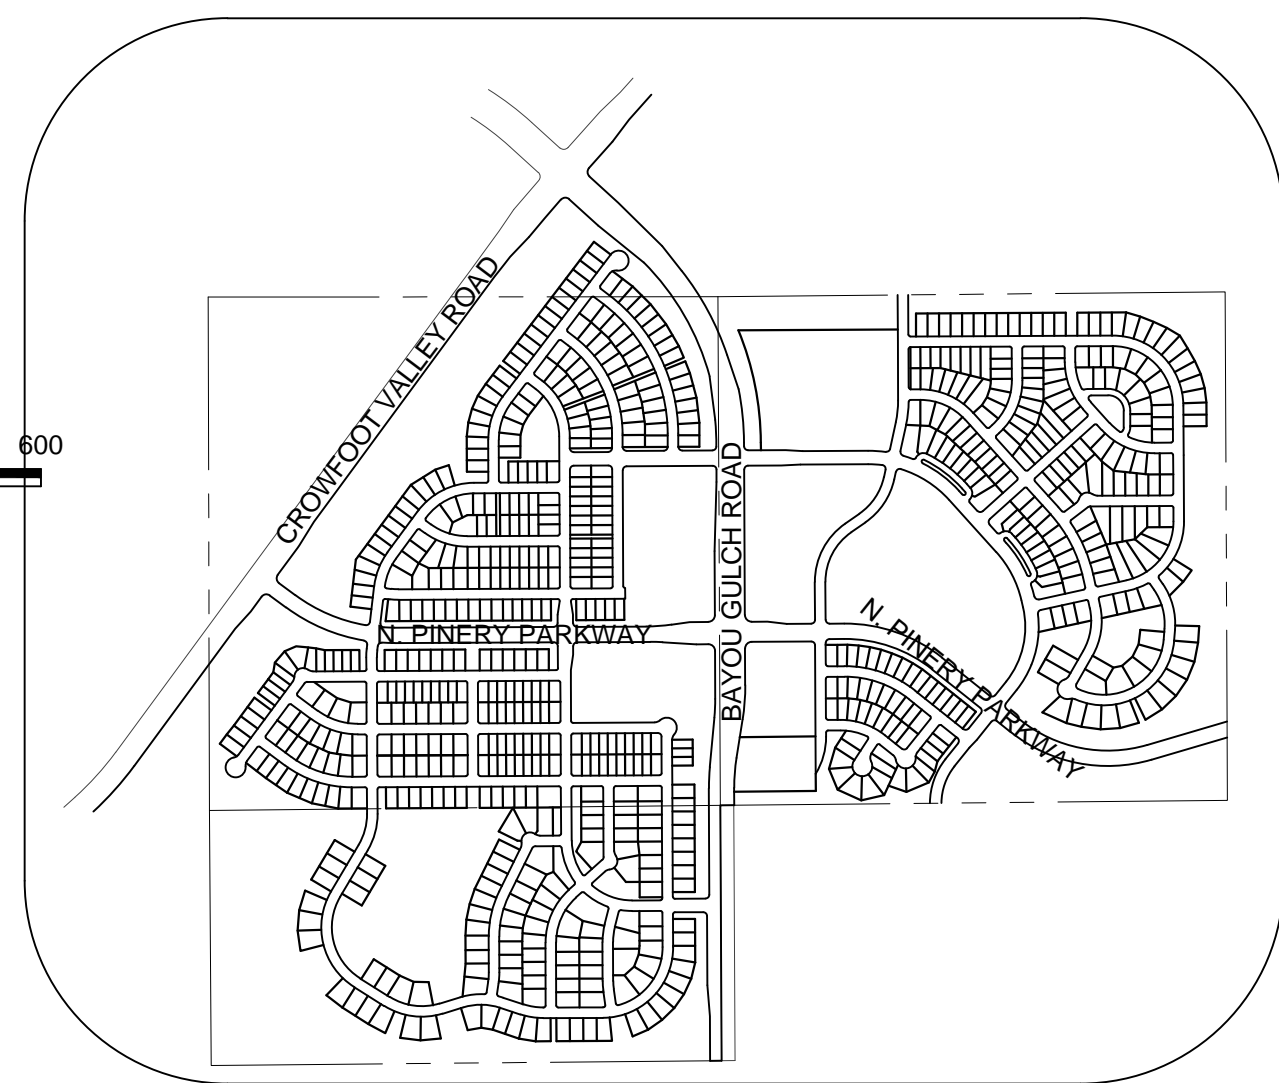 CROWFOOT VALLEY ROAD
600
BAYOU GULCH ROAD
N. PINERY PARKWAY
N. PINERY PARKWAY